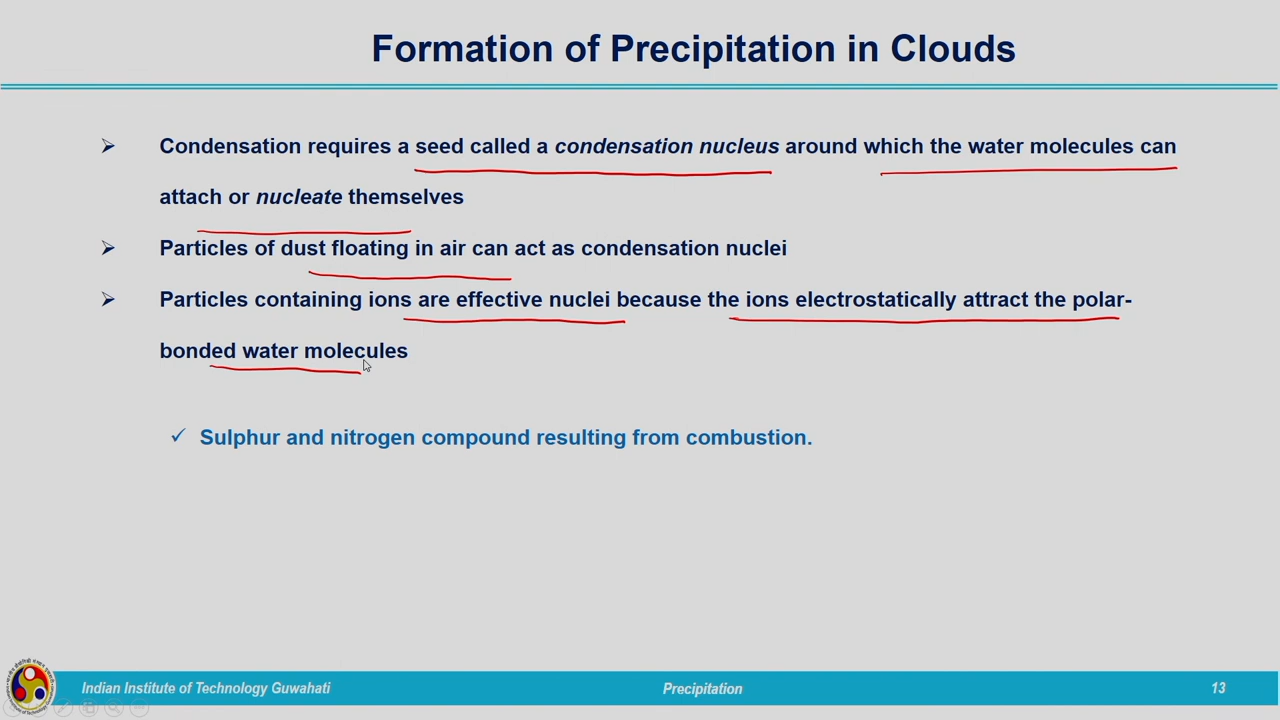 Formation of Precipitation in Clouds
Condensation requires a seed called a condensation nucleus around which the water molecules can
attach or nucleate themselves
Particles of dust floating in air can act as condensation nuclei
Particles containing ions are effective nuclei because the ions electrostatically attract the polar-
bonded water molecules
Sulphur and nitrogen compound resulting from combustion.
Indian Institute of Technology Guwahati
Precipitation
13